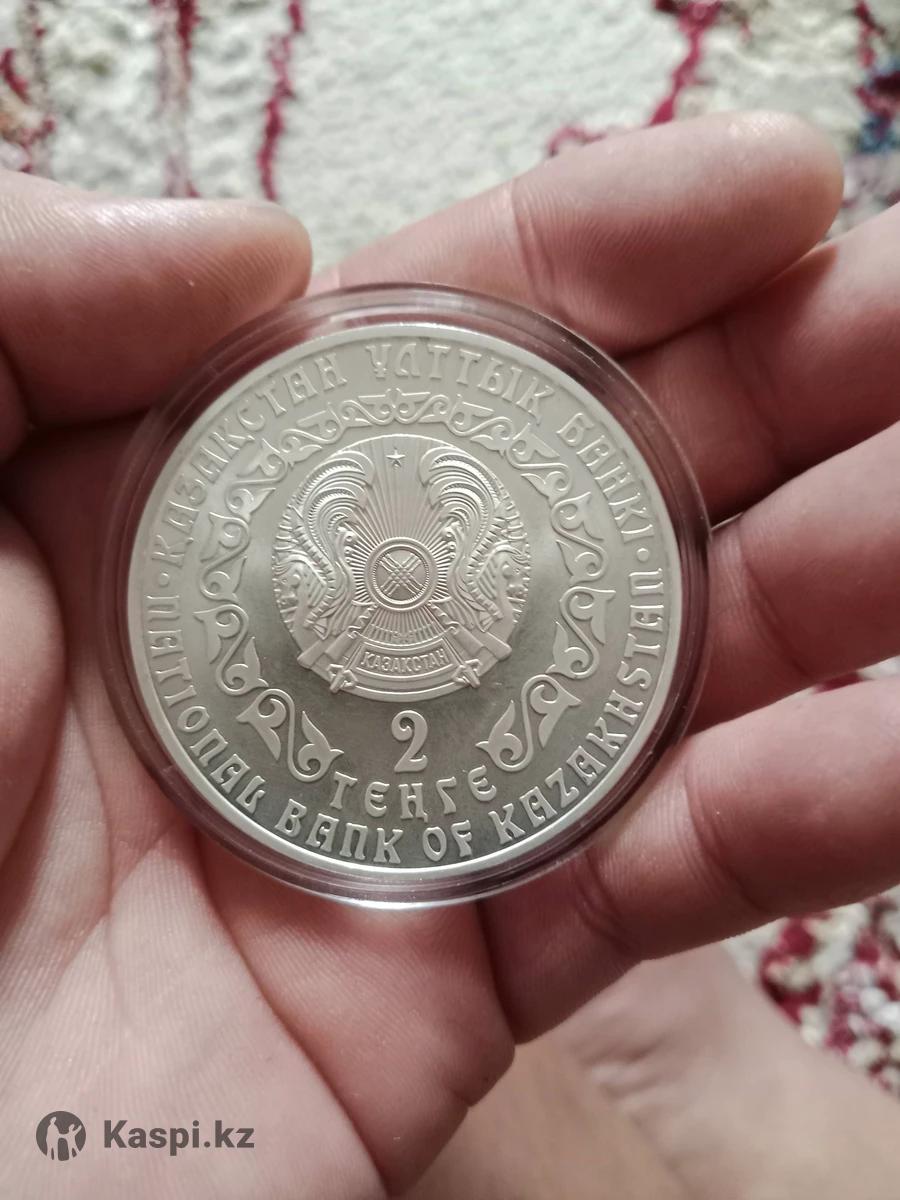 ҚАЗАҚСТАН ҰЛТТЫҚ БАНКІ
ҚАЗАҚСТАН
2
ТЕҢГЕ
NATIONAL BANK OF KAZAKHSTAN
Kaspi.kz